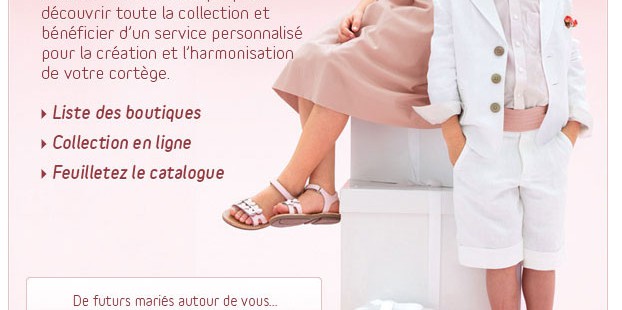 découvrir toute la collection et
bénéficier d'un service personnalisé
pour la création et l'harmonisation
de votre cortège.
Liste des boutiques
Collection en ligne
Feuilletez le catalogue
De futurs mariés autour de vous...